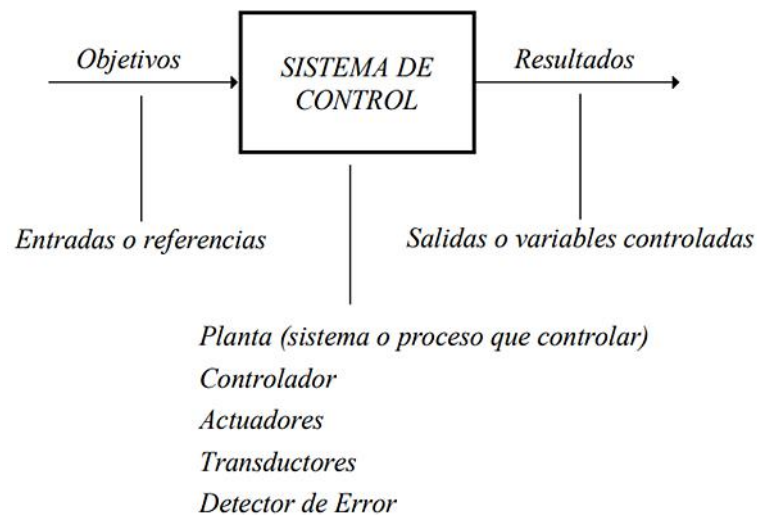 Objetivos
SISTEMA DE
CONTROL
Resultados
Entradas o referencias
Salidas o variables controladas
Planta (sistema o proceso que controlar)
Controlador
Actuadores
Transductores
Detector de Error